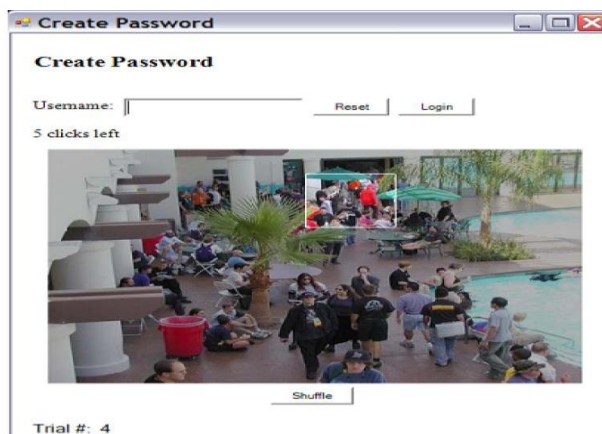 Create Password
Create Password
Username: Reset Login
5 clicks left
Shuffle
Trial #: 4